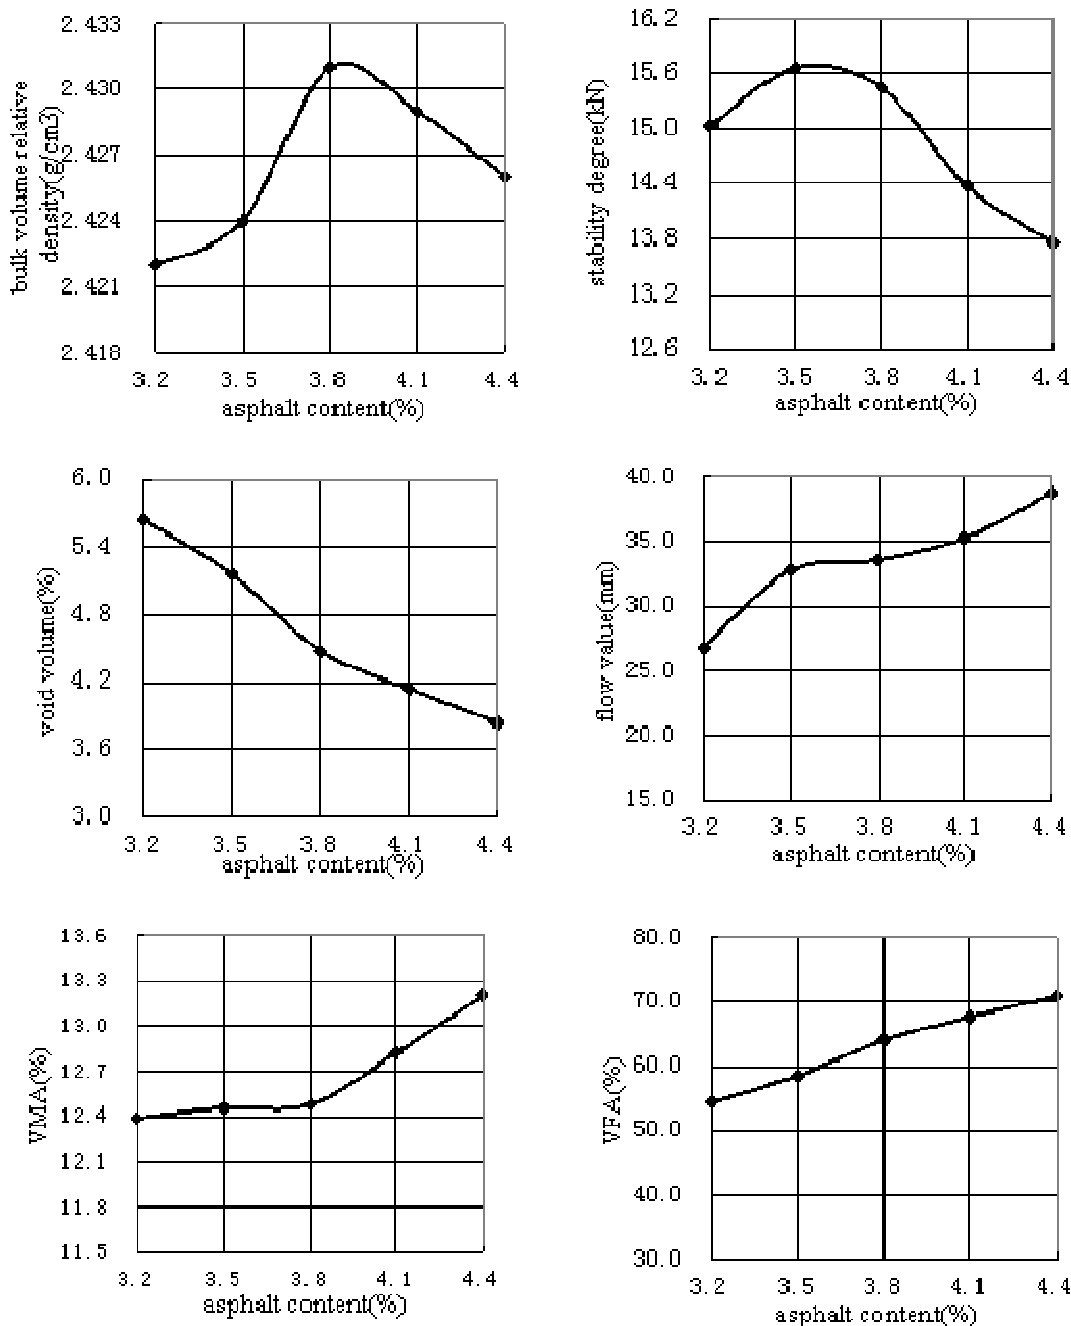 2.433
2.430
2.427
2.424
2.421
2.418
bulk volume relative
density(g/cm3)
3.2 3.5 3.8 4.1 4.4
asphalt content(%)
16.2
15.6
15.0
14.4
13.8
13.2
12.6
stability degree(kN)
3.2 3.5 3.8 4.1 4.4
asphalt content(%)
6.0
5.4
4.8
4.2
3.6
3.0
void volume(%)
3.2 3.5 3.8 4.1 4.4
asphalt content(%)
40.0
35.0
30.0
25.0
20.0
15.0
flow value(mm)
3.2 3.5 3.8 4.1 4.4
asphalt content(%)
13.6
13.3
13.0
12.7
12.4
12.1
11.8
11.5
VMA(%)
3.2 3.5 3.8 4.1 4.4
asphalt content(%)
80.0
70.0
60.0
50.0
40.0
30.0
VFA(%)
3.2 3.5 3.8 4.1 4.4
asphalt content(%)